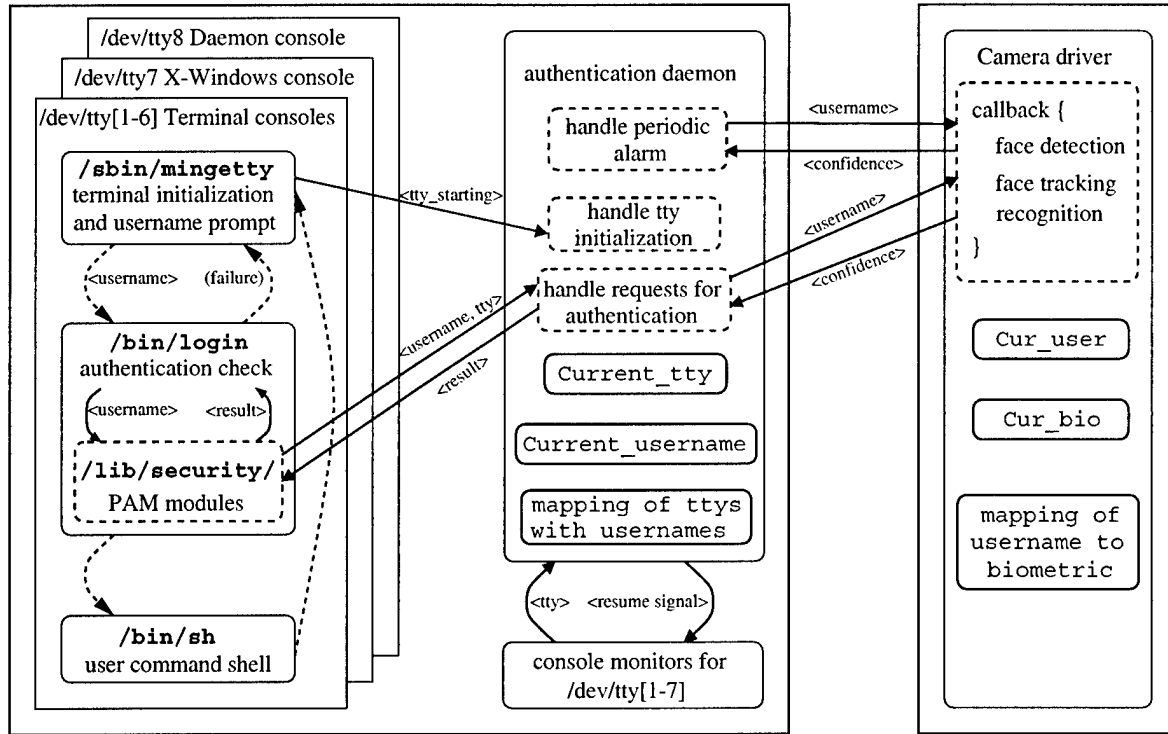 /dev/tty8 Daemon console
/dev/tty7 X-Windows console
/dev/tty[1-6] Terminal consoles
/sbin/mingetty
terminal initialization
and username prompt
<username>
(failure)
/bin/login
authentication check
<username>
<result>
/lib/security/
PAM modules
/bin/sh
user command shell
<tty_starting>
<username, tty>
<result>
authentication daemon
handle periodic
alarm
handle tty
initialization
handle requests for
authentication
Current_tty
Current_username
mapping of ttys
with usernames
<tty>
<resume signal>
console monitors for
/dev/tty[1-7]
<username>
<confidence>
<username>
<confidence>
Camera driver
callback {
face detection
face tracking
recognition
}
Cur_user
Cur_bio
mapping of
username to
biometric